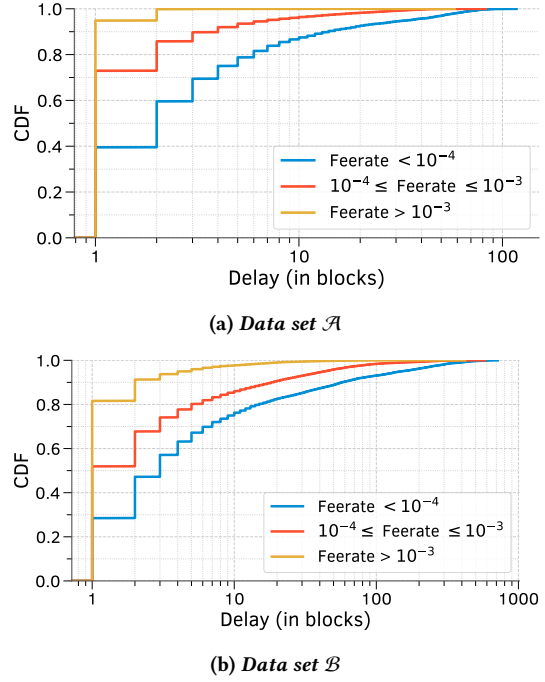 1.0
0.8
0.6
0.4
0.2
0.0
CDF
Feerate < 10⁻⁴
10⁻⁴ ≤ Feerate ≤ 10⁻³
Feerate > 10⁻³
1 10 100
Delay (in blocks)
(a) Data set 𝒜
1.0
0.8
0.6
0.4
0.2
0.0
CDF
Feerate < 10⁻⁴
10⁻⁴ ≤ Feerate ≤ 10⁻³
Feerate > 10⁻³
1 10 100 1000
Delay (in blocks)
(b) Data set ℬ